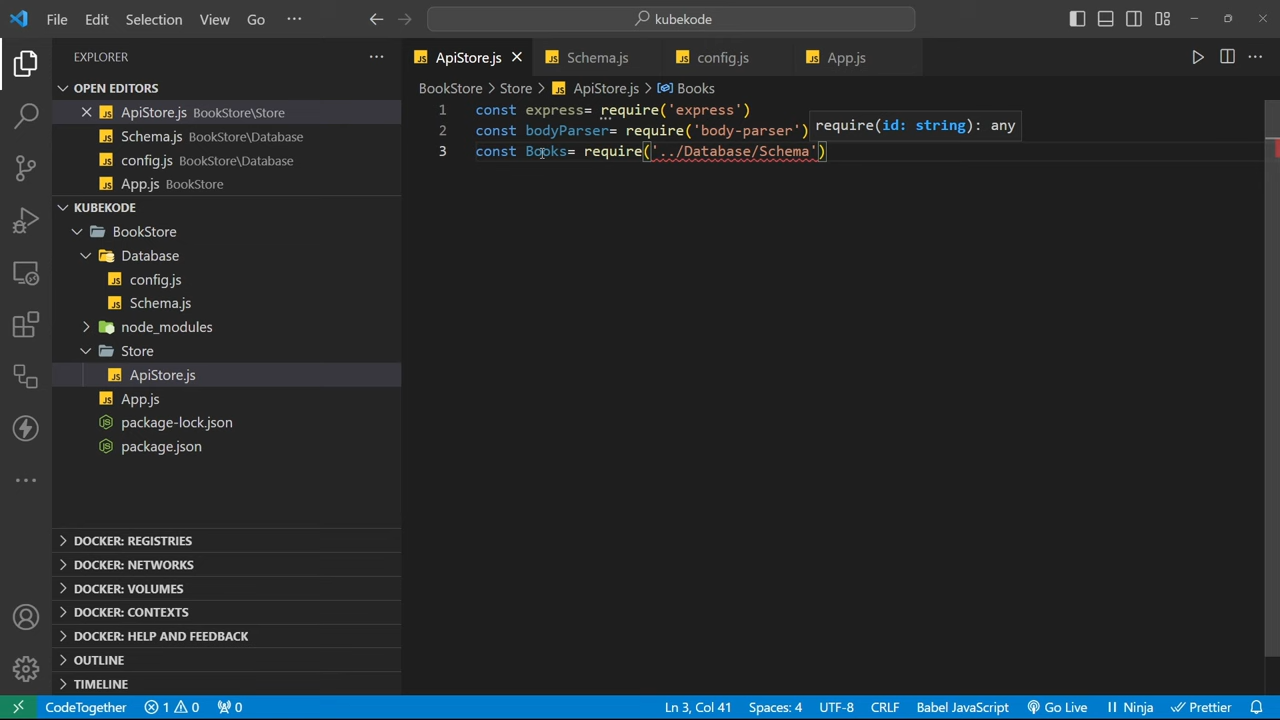 File Edit Selection View Go ··· kubekode
EXPLORER ···
OPEN EDITORS
ApiStore.js BookStore\Store
Schema.js BookStore\Database
config.js BookStore\Database
App.js BookStore
KUBEKODE
BookStore
Database
config.js
Schema.js
node_modules
Store
ApiStore.js
App.js
package-lock.json
package.json
DOCKER: REGISTRIES
DOCKER: NETWORKS
DOCKER: VOLUMES
DOCKER: CONTEXTS
DOCKER: HELP AND FEEDBACK
OUTLINE
TIMELINE
JS ApiStore.js JS Schema.js JS config.js JS App.js
BookStore > Store > JS ApiStore.js > Books
1 const express= require('express')
2 const bodyParser= require('body-parser')
require(id: string): any
3 const Books= require('../Database/Schema')
CodeTogether 1 0 0 Ln 3, Col 41 Spaces: 4 UTF-8 CRLF Babel JavaScript Go Live Ninja Prettier